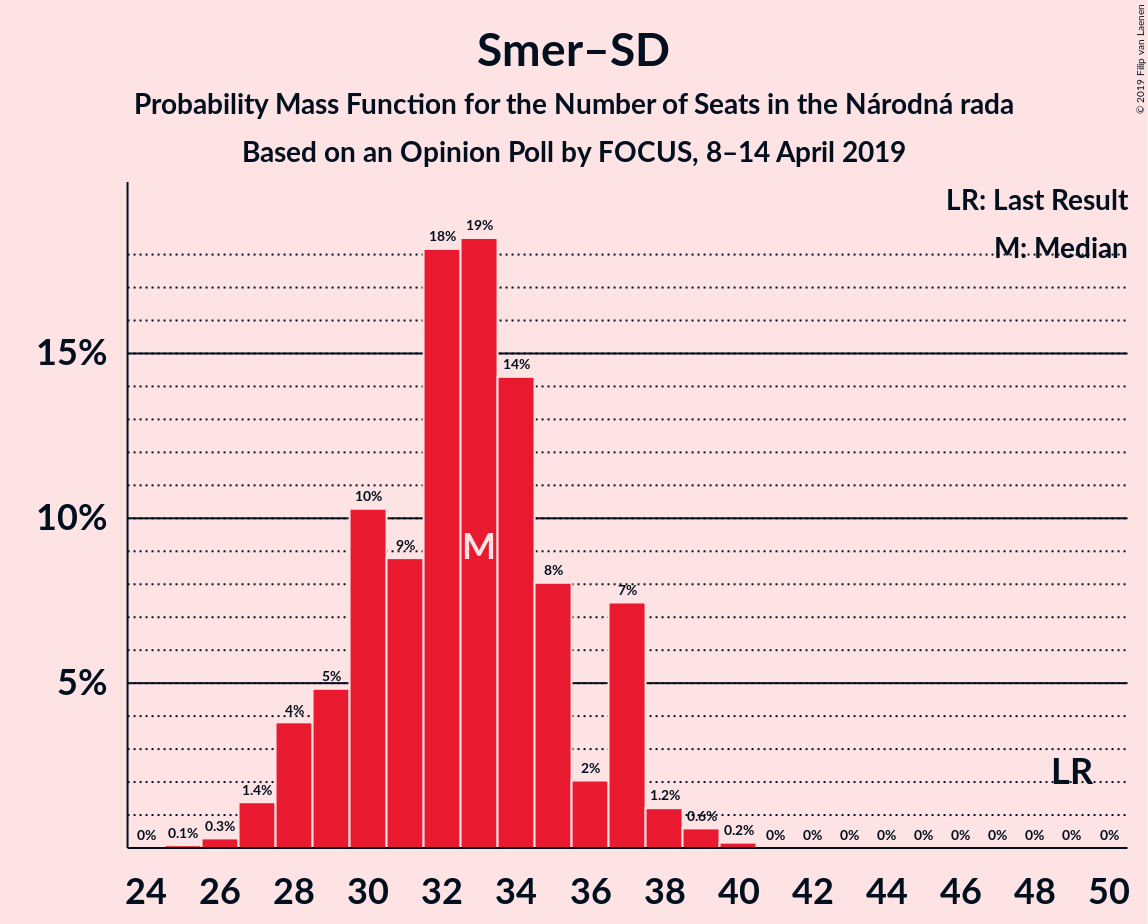 Smer–SD
Probability Mass Function for the Number of Seats in the Národná rada
Based on an Opinion Poll by FOCUS, 8–14 April 2019
© 2019 Filip van Laenen
LR: Last Result
M: Median
15%
10%
5%
0% 0.1% 0.3% 1.4% 4% 5% 10% 9% 18% 19% 14% 8% 2% 7% 1.2% 0.6% 0.2% 0% 0% 0% 0% 0% 0% 0% 0% 0% 0%
M
LR
24 26 28 30 32 34 36 38 40 42 44 46 48 50